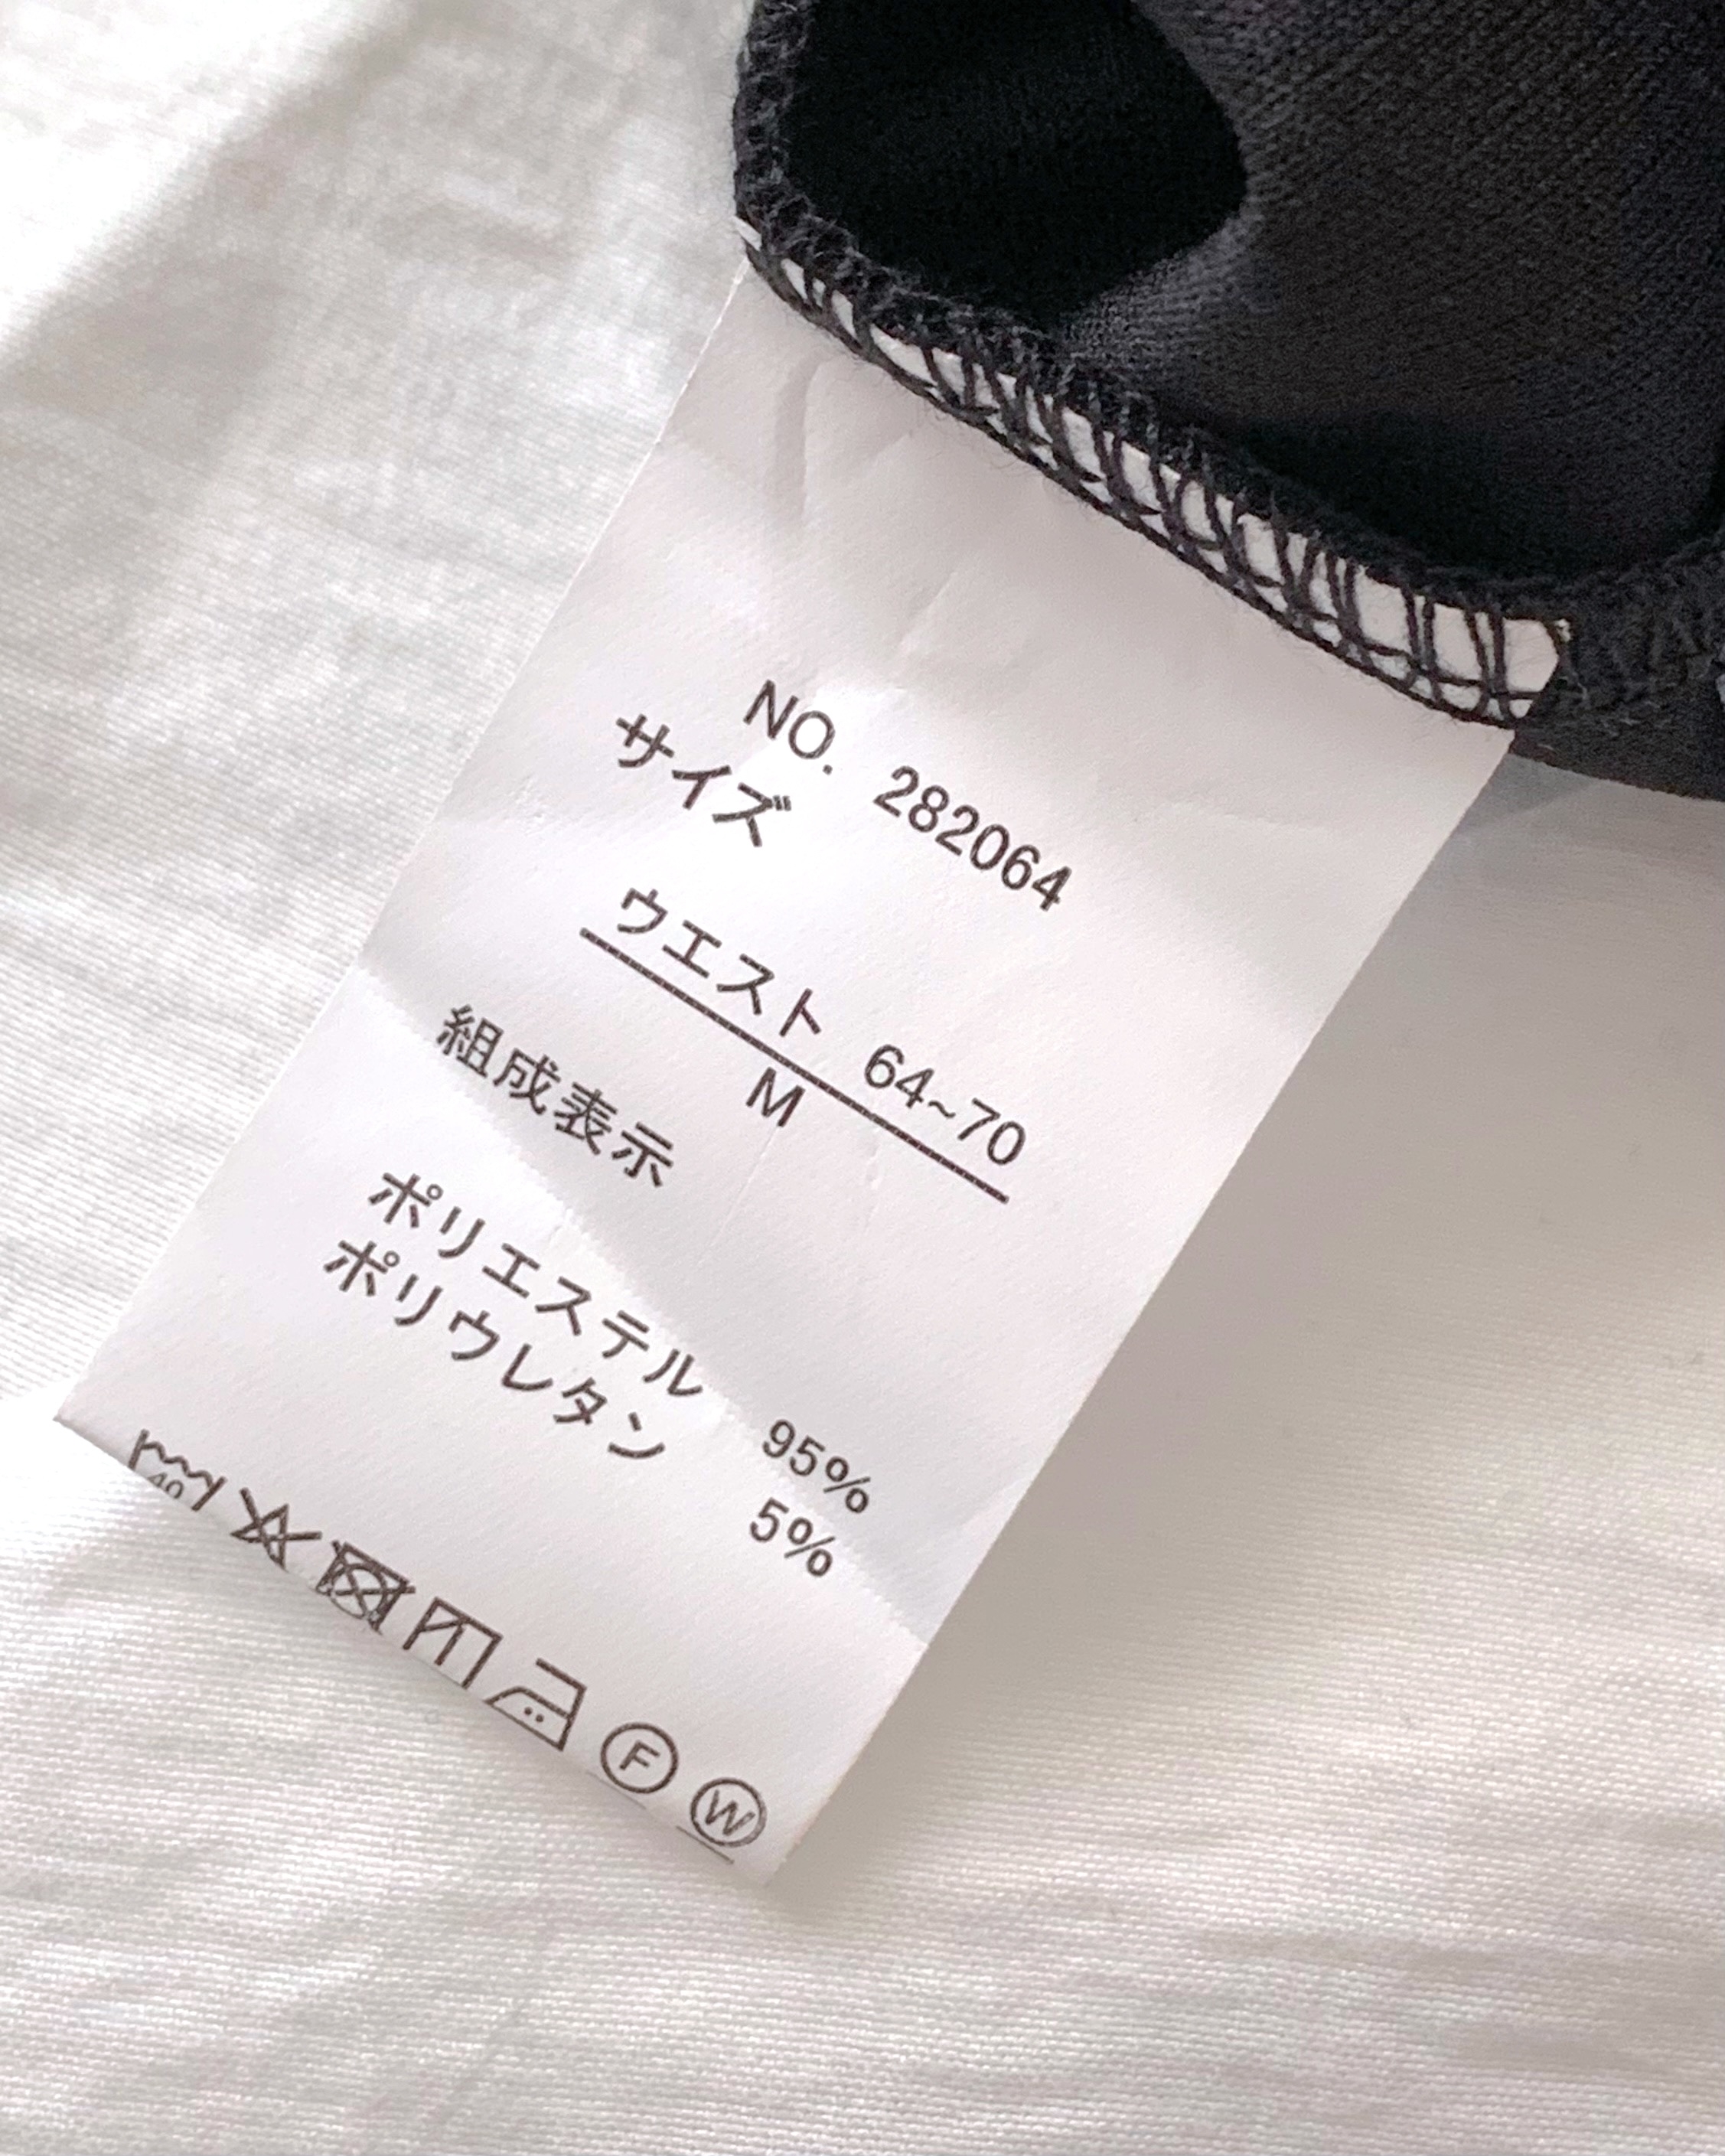 NO. 282064
サイズ
ウエスト 64~70
M
組成表示
ポリエステル 95%
ポリウレタン 5%
40
F W